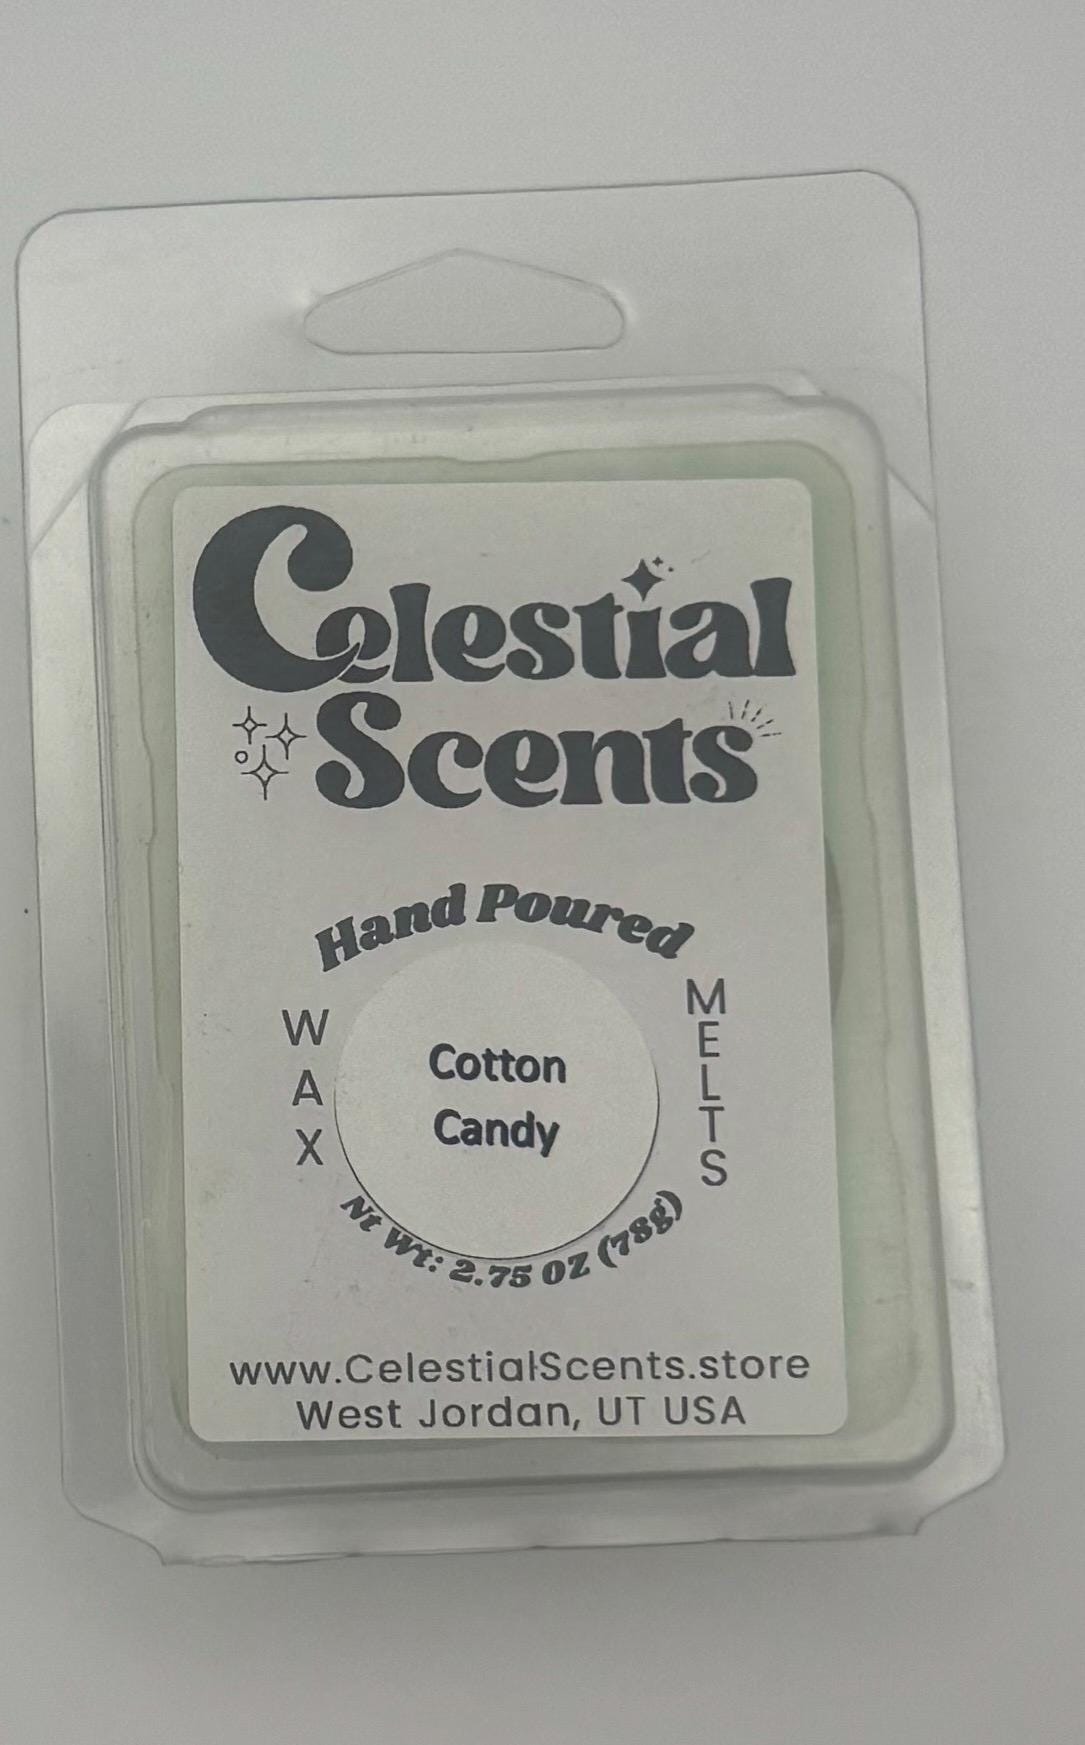 Celestial
Scents
Hand Poured
WAX
MELTS
Cotton
Candy
Nt Wt: 2.75 OZ (78g)
www.CelestialScents.store
West Jordan, UT USA